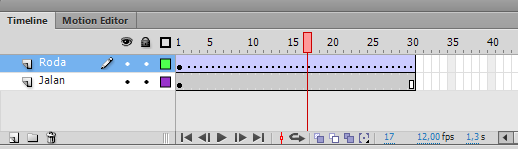 Timeline Motion Editor
1 5 10 15 20 25 30 35 40
Roda
Jalan
17 12,00 fps 1,3 s